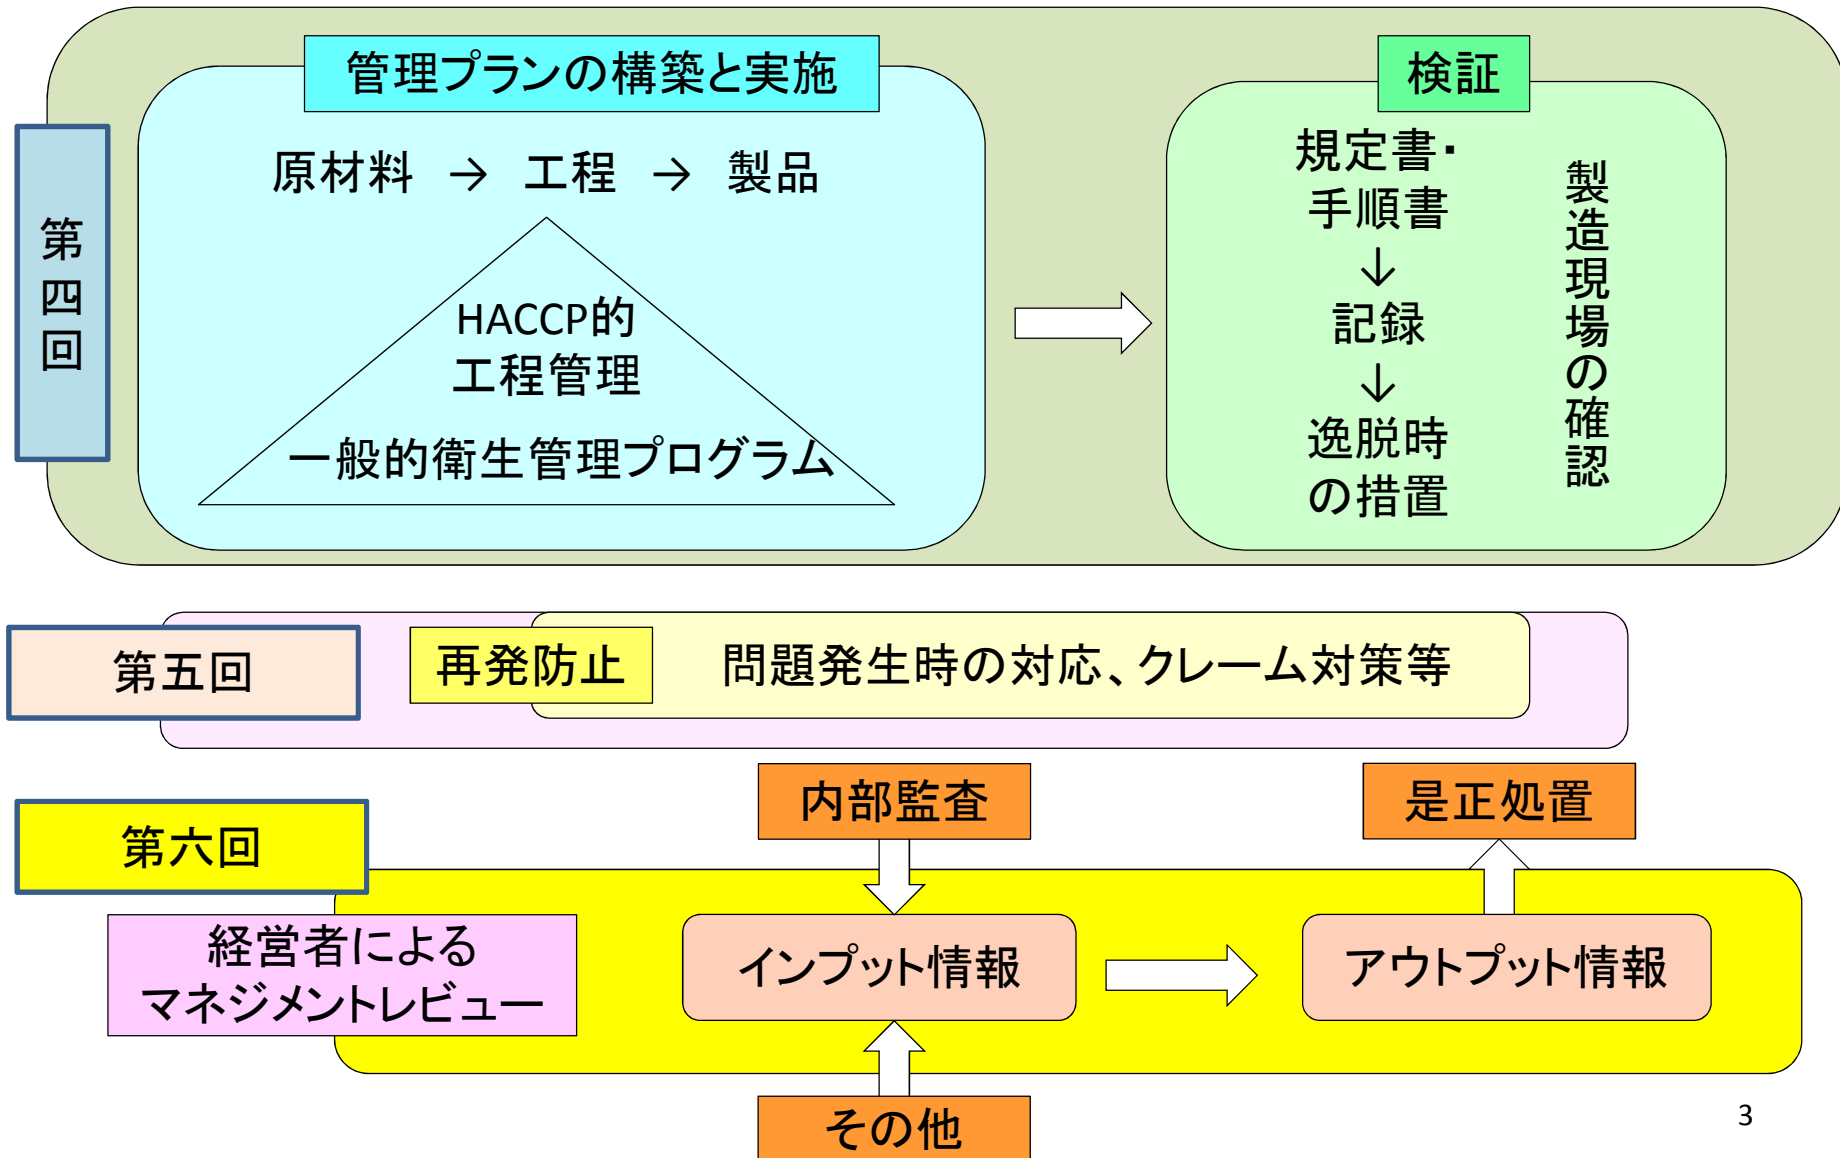 管理プランの構築と実施
原材料 → 工程 → 製品
HACCP的
工程管理
一般的衛生管理プログラム
検証
規定書・
手順書
↓
記録
↓
逸脱時
の措置
製造現場の確認
第四回
第五回
再発防止
問題発生時の対応、クレーム対策等
第六回
内部監査
是正処置
経営者による
マネジメントレビュー
インプット情報
アウトプット情報
その他
3